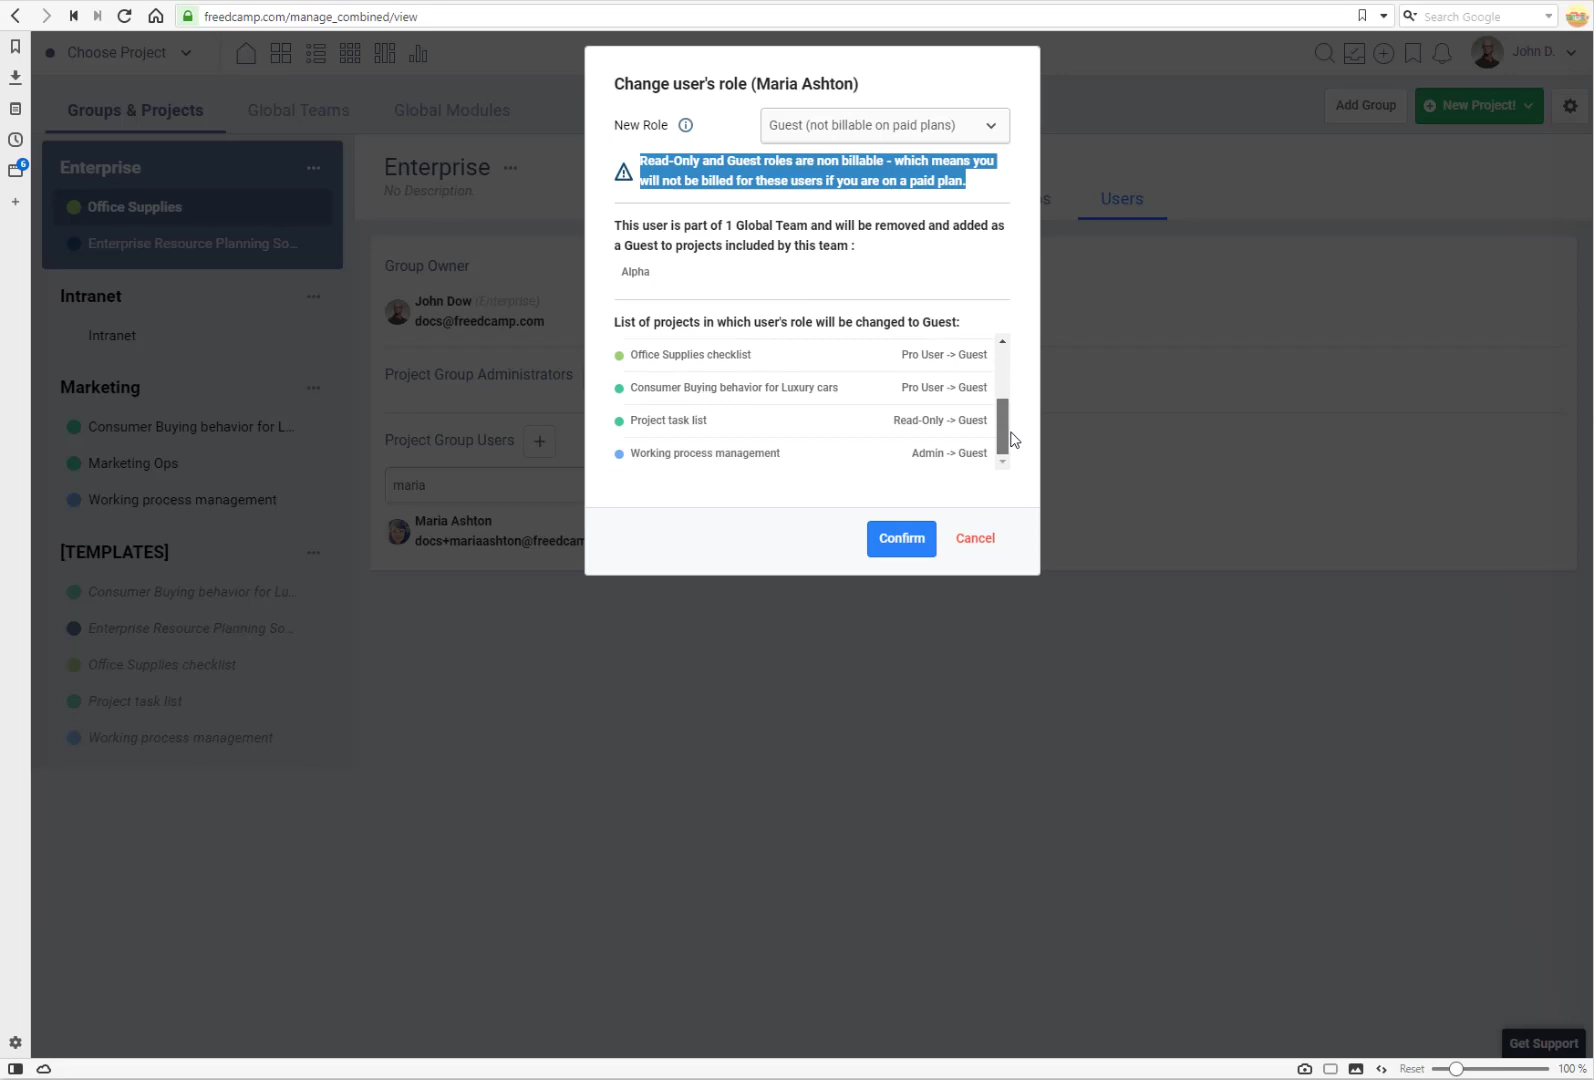 freedcamp.com/manage_combined/view
Search Google
Choose Project
John D.
Groups & Projects
Global Teams
Global Modules
Add Group
New Project!
Enterprise
Office Supplies
Enterprise Resource Planning So...
Intranet
Intranet
Marketing
Consumer Buying behavior for L...
Marketing Ops
Working process management
[TEMPLATES]
Consumer Buying behavior for Lu...
Enterprise Resource Planning So...
Office Supplies checklist
Project task list
Working process management
Enterprise
No Description.
Users
Group Owner
John Dow (Enterprise)
docs@freedcamp.com
Project Group Administrators
Project Group Users
maria
Maria Ashton
docs+mariaashton@freedcam
Change user's role (Maria Ashton)
New Role
Guest (not billable on paid plans)
Read-Only and Guest roles are non billable - which means you
will not be billed for these users if you are on a paid plan.
This user is part of 1 Global Team and will be removed and added as
a Guest to projects included by this team :
Alpha
List of projects in which user's role will be changed to Guest:
Office Supplies checklist Pro User -> Guest
Consumer Buying behavior for Luxury cars Pro User -> Guest
Project task list Read-Only -> Guest
Working process management Admin -> Guest
Confirm
Cancel
6
Get Support
Reset
100 %